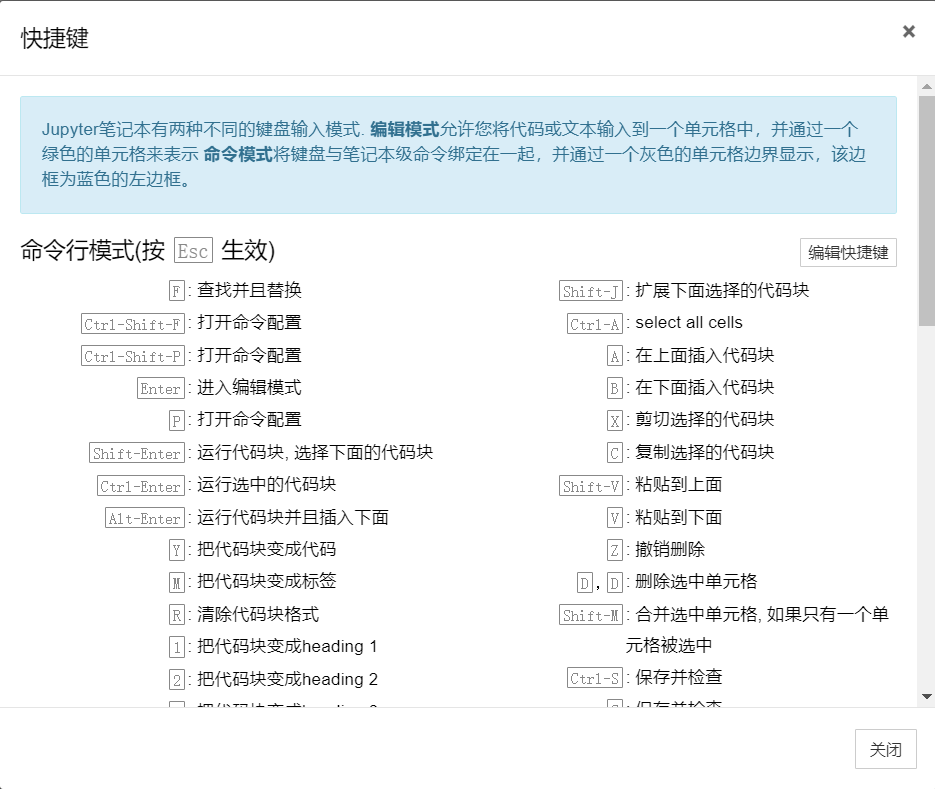 快捷键
×
Jupyter笔记本有两种不同的键盘输入模式. 编辑模式允许您将代码或文本输入到一个单元格中，并通过一个
绿色的单元格来表示 命令模式将键盘与笔记本级命令绑定在一起，并通过一个灰色的单元格边界显示，该边
框为蓝色的左边框。
命令行模式(按 Esc 生效)
编辑快捷键
F : 查找并且替换
Ctrl-Shift-F : 打开命令配置
Ctrl-Shift-P : 打开命令配置
Enter : 进入编辑模式
P : 打开命令配置
Shift-Enter : 运行代码块, 选择下面的代码块
Ctrl-Enter : 运行选中的代码块
Alt-Enter : 运行代码块并且插入下面
Y : 把代码块变成代码
M : 把代码块变成标签
R : 清除代码块格式
1 : 把代码块变成heading 1
2 : 把代码块变成heading 2
Shift-J : 扩展下面选择的代码块
Ctrl-A : select all cells
A : 在上面插入代码块
B : 在下面插入代码块
X : 剪切选择的代码块
C : 复制选择的代码块
Shift-V : 粘贴到上面
V : 粘贴到下面
Z : 撤销删除
D , D : 删除选中单元格
Shift-M : 合并选中单元格, 如果只有一个单
元格被选中
Ctrl-S : 保存并检查
关闭